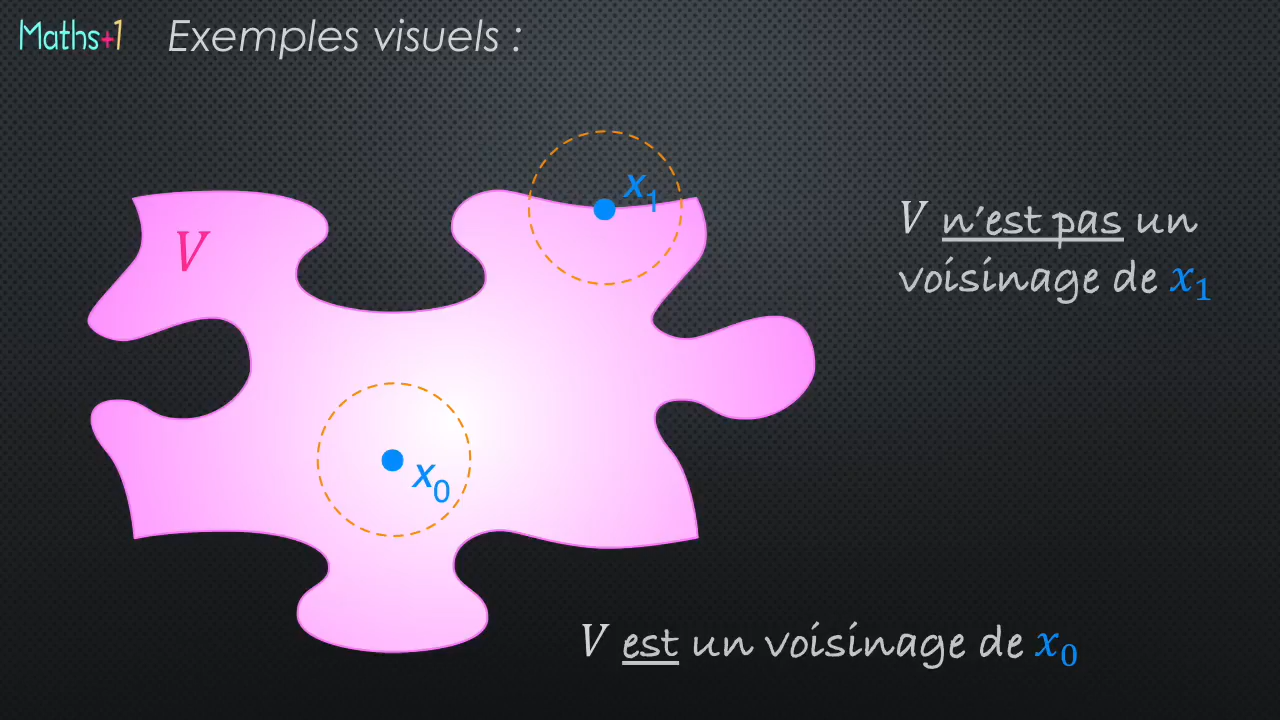 Maths+1 Exemples visuels :
x₁
V
V n'est pas un
voisinage de x₁
x₀
V est un voisinage de x₀